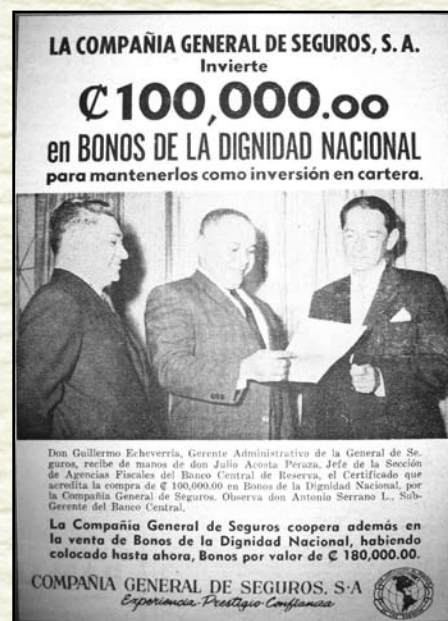 LA COMPAÑIA GENERAL DE SEGUROS, S. A.
Invierte
₡100,000.oo
en BONOS DE LA DIGNIDAD NACIONAL
para mantenerlos como inversión en cartera.
Don Guillermo Echeverría, Gerente Administrativo de la General de Se-
guros, recibe de manos de don Julio Acosta Peraza, Jefe de la Sección
de Agencias Fiscales del Banco Central de Reserva, el Certificado que
acredita la compra de ₡ 100,000.00 en Bonos de la Dignidad Nacional, por
la Compañía General de Seguros. Observa don Antonio Serrano L., Sub-
Gerente del Banco Central.
La Compañía General de Seguros coopera además en
la venta de Bonos de la Dignidad Nacional, habiendo
colocado hasta ahora, Bonos por valor de ₡ 180,000.00.
COMPAÑIA GENERAL DE SEGUROS, S·A
Experiencia-Prestigio-Confianza